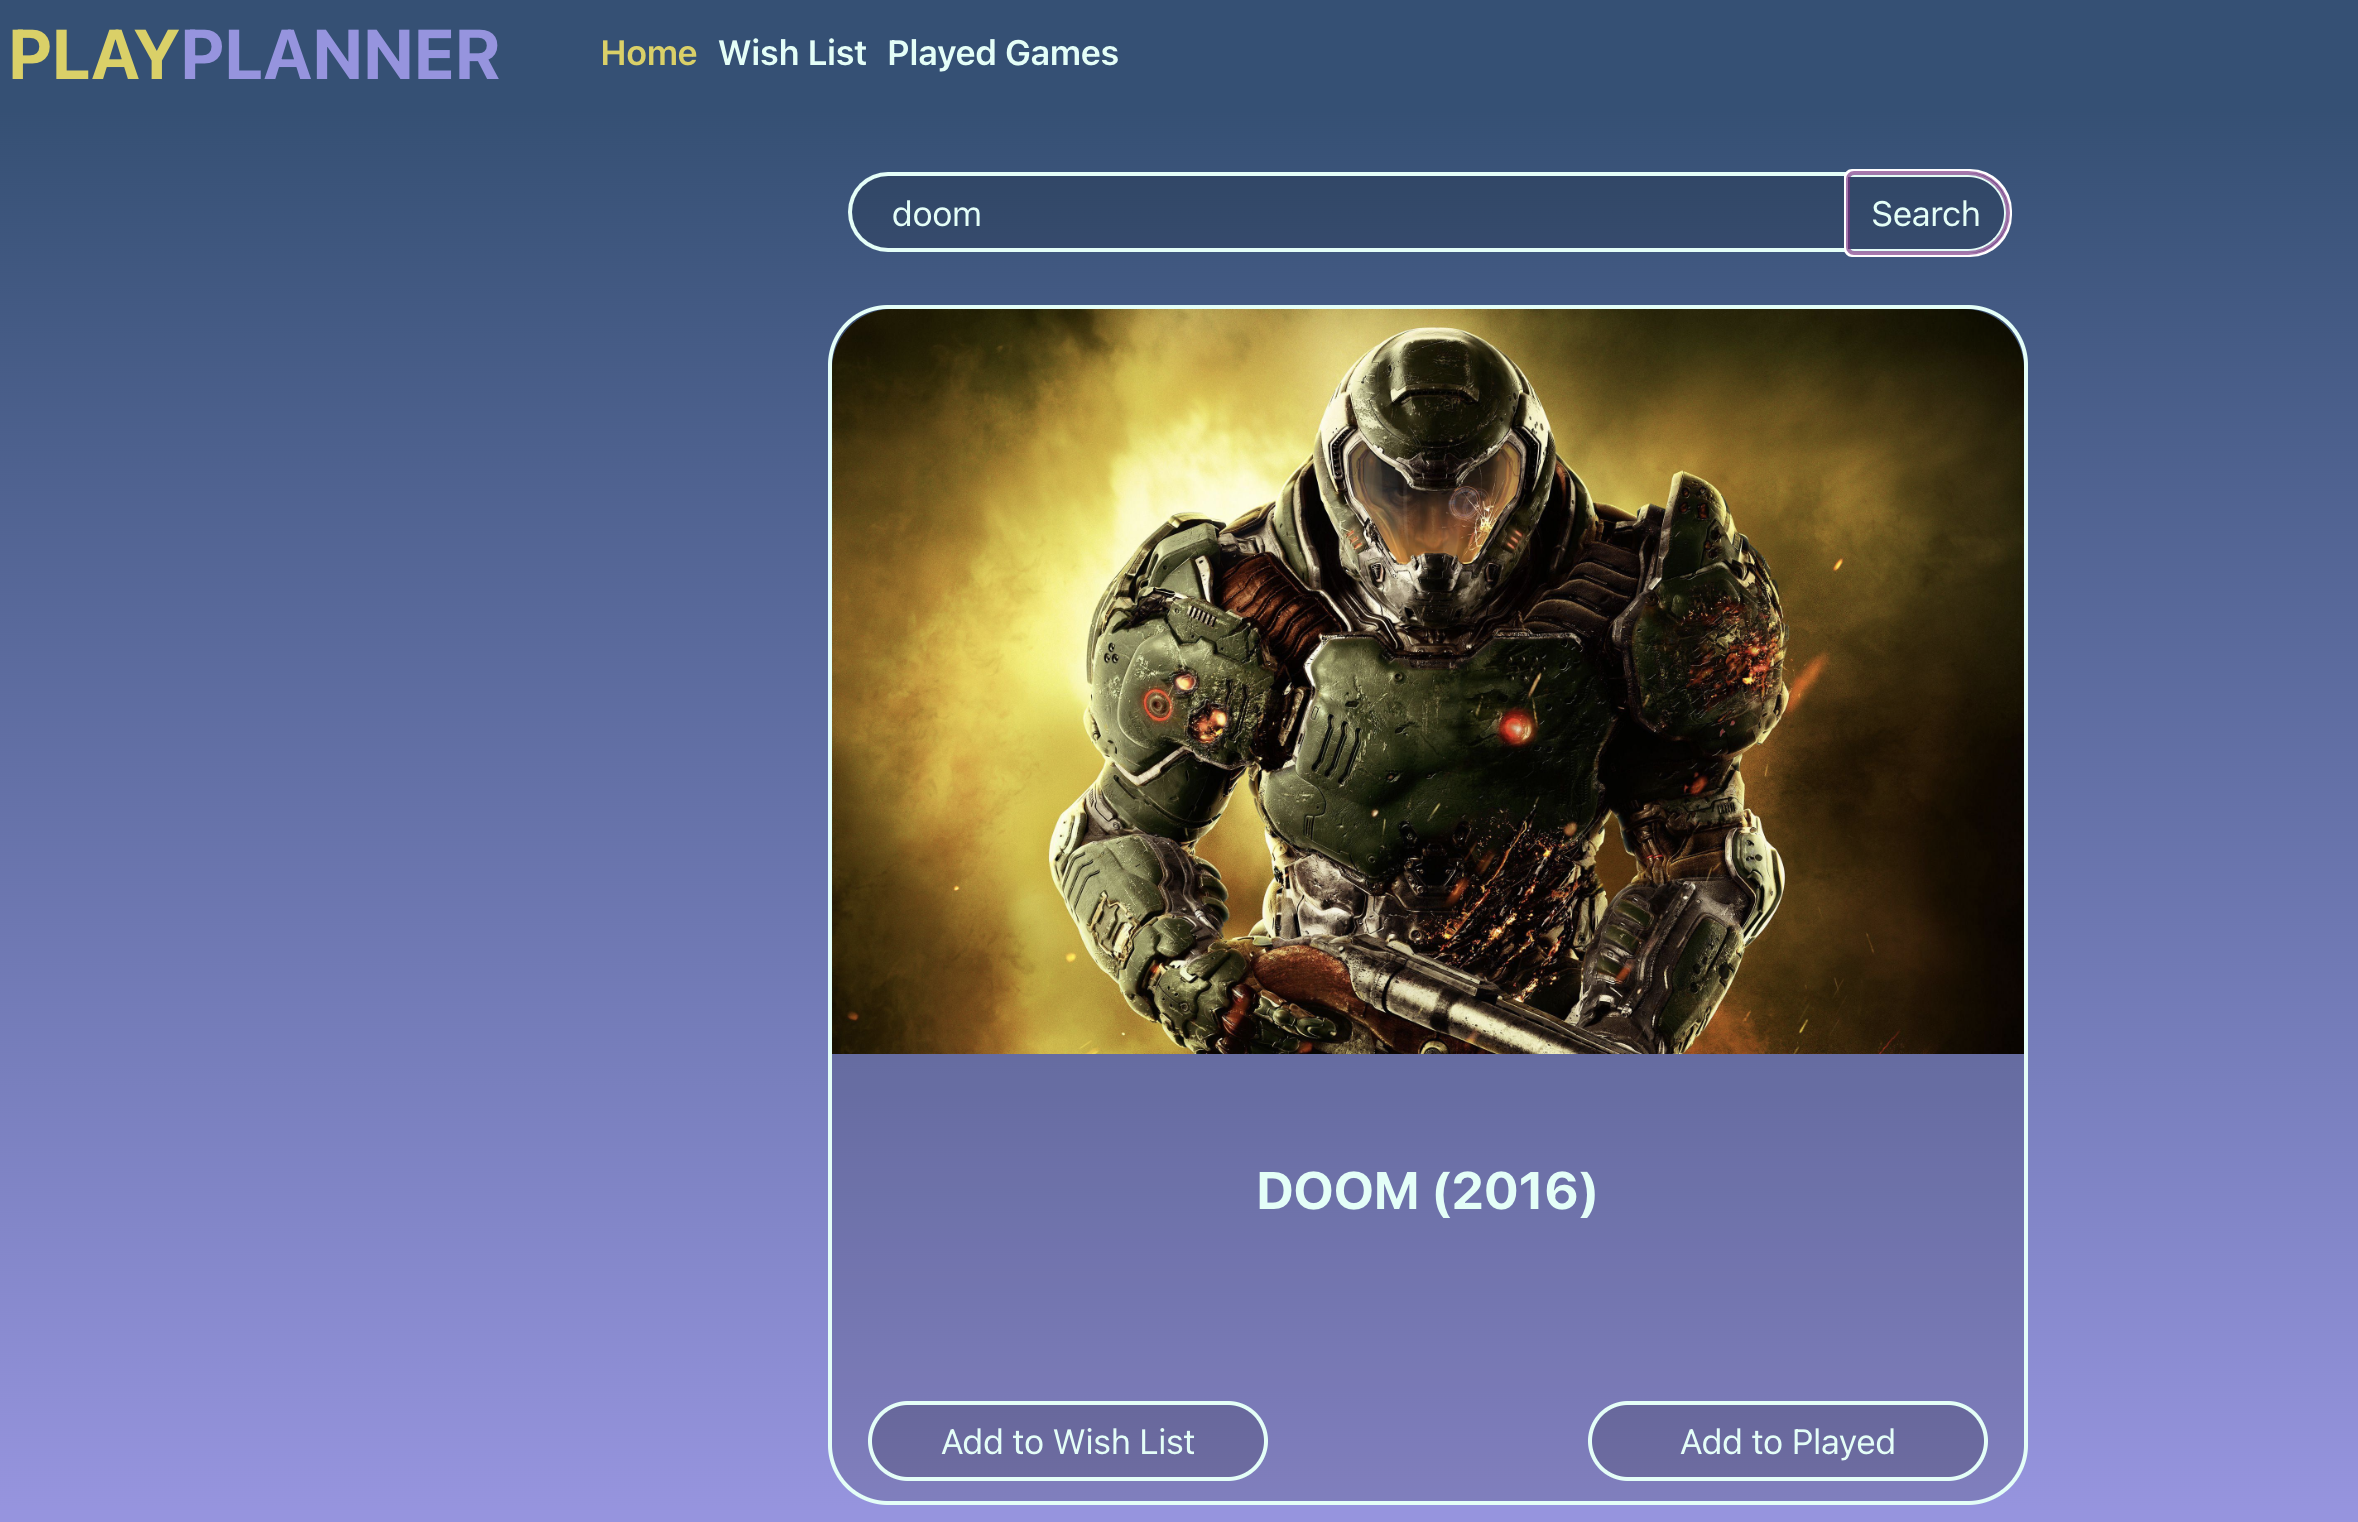 PLAYPLANNER
Home Wish List Played Games
doom Search
DOOM (2016)
Add to Wish List Add to Played